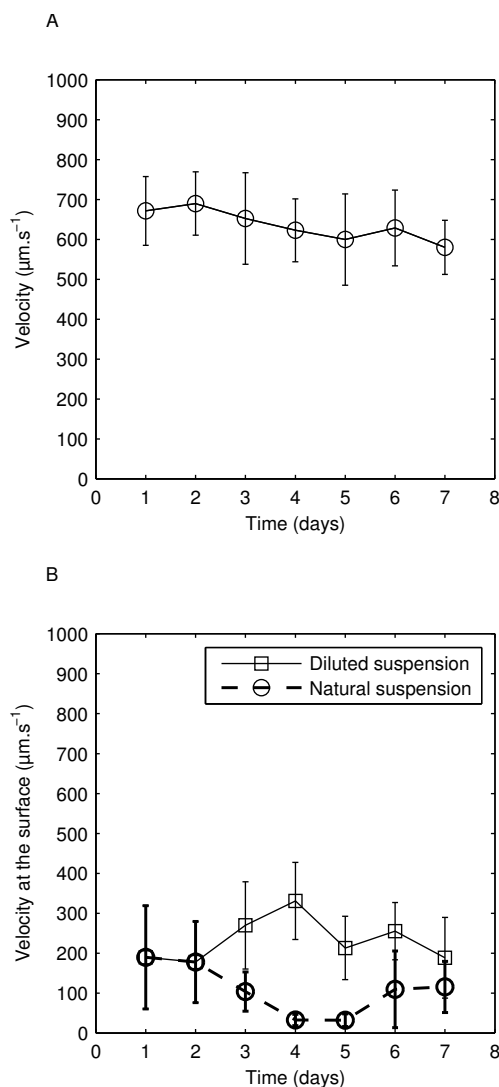 A
1000
900
800
700
600
500
400
300
200
100
0
Velocity (μm.s⁻¹)
0 1 2 3 4 5 6 7 8
Time (days)
B
1000
900
800
700
600
500
400
300
200
100
0
Velocity at the surface (μm.s⁻¹)
Diluted suspension
Natural suspension
0 1 2 3 4 5 6 7 8
Time (days)